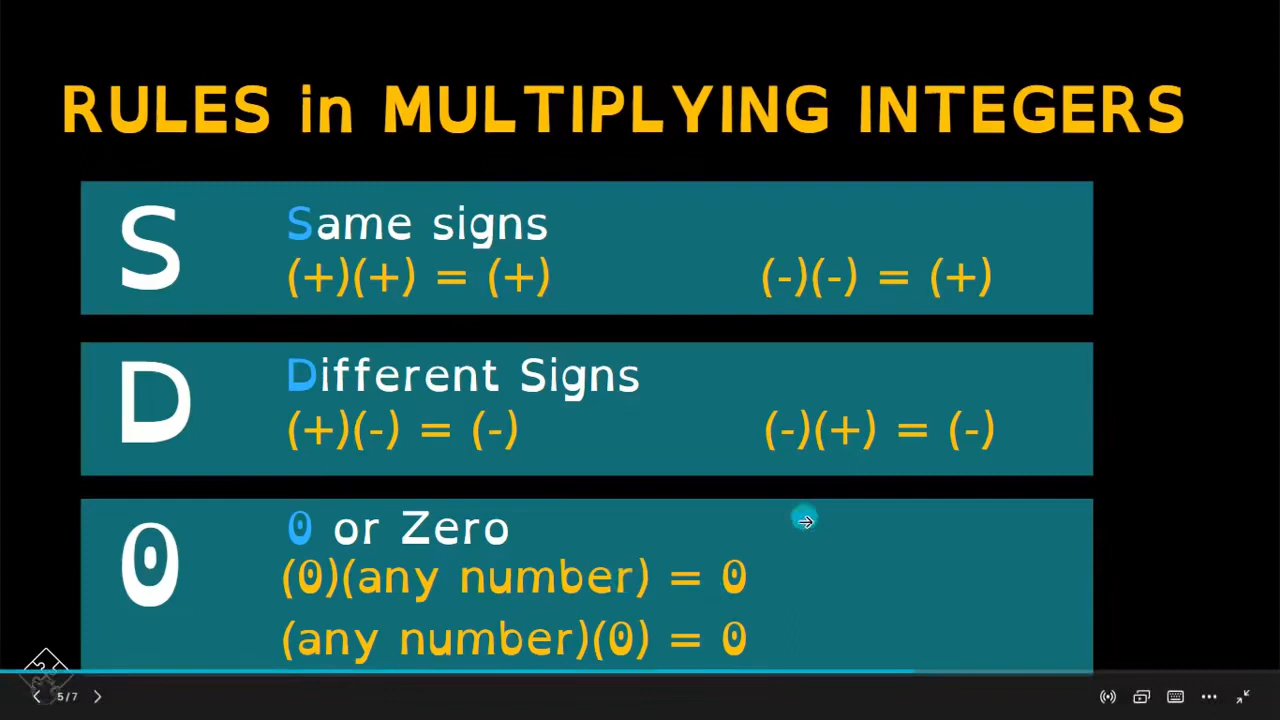 RULES in MULTIPLYING INTEGERS
S
Same signs
(+)(+) = (+) (-)(-) = (+)
D
Different Signs
(+)(-) = (-) (-)(+) = (-)
0
0 or Zero
(0)(any number) = 0
(any number)(0) = 0
5/7